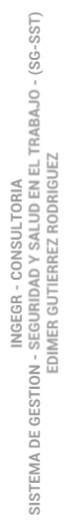 INGEGR - CONSULTORIA
SISTEMA DE GESTION - SEGURIDAD Y SALUD EN EL TRABAJO - (SG-SST)
EDIMER GUTIERREZ RODRIGUEZ